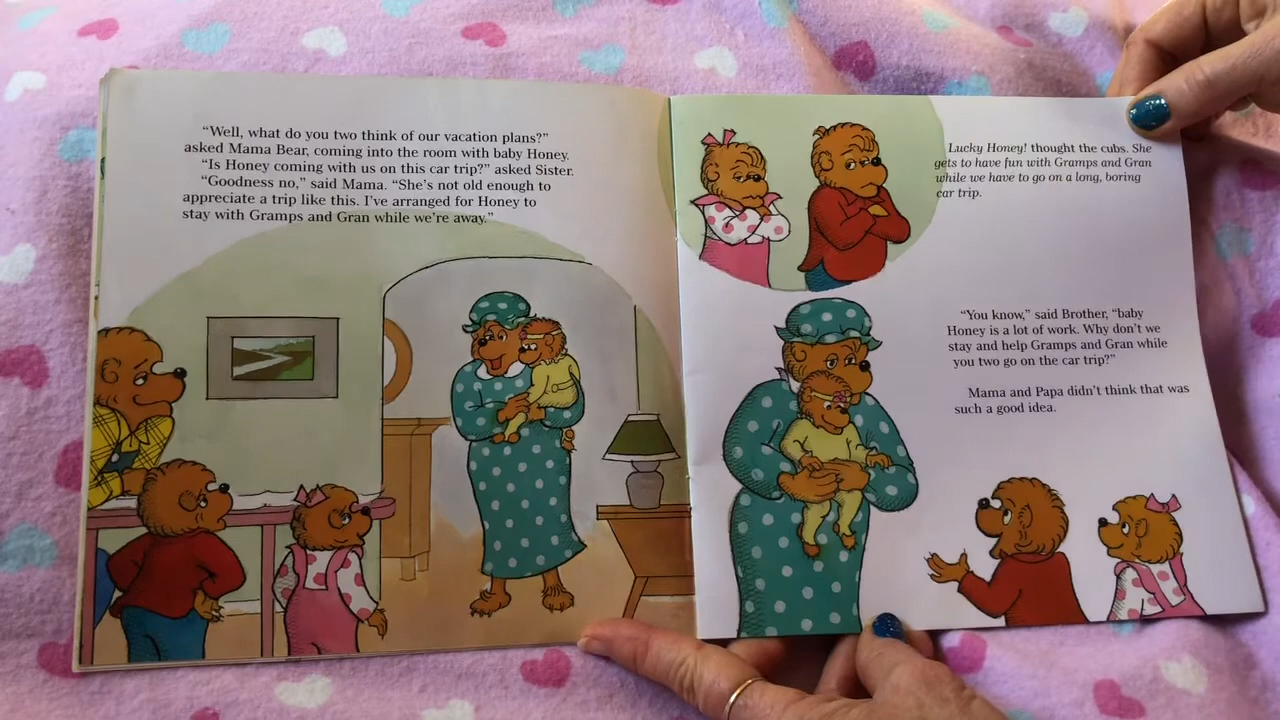 “Well, what do you two think of our vacation plans?”
asked Mama Bear, coming into the room with baby Honey.
“Is Honey coming with us on this car trip?” asked Sister.
“Goodness no,” said Mama. “She’s not old enough to
appreciate a trip like this. I’ve arranged for Honey to
stay with Gramps and Gran while we’re away.”
Lucky Honey! thought the cubs. She
gets to have fun with Gramps and Gran
while we have to go on a long, boring
car trip.
“You know,” said Brother, “baby
Honey is a lot of work. Why don’t we
stay and help Gramps and Gran while
you two go on the car trip?”
Mama and Papa didn’t think that was
such a good idea.